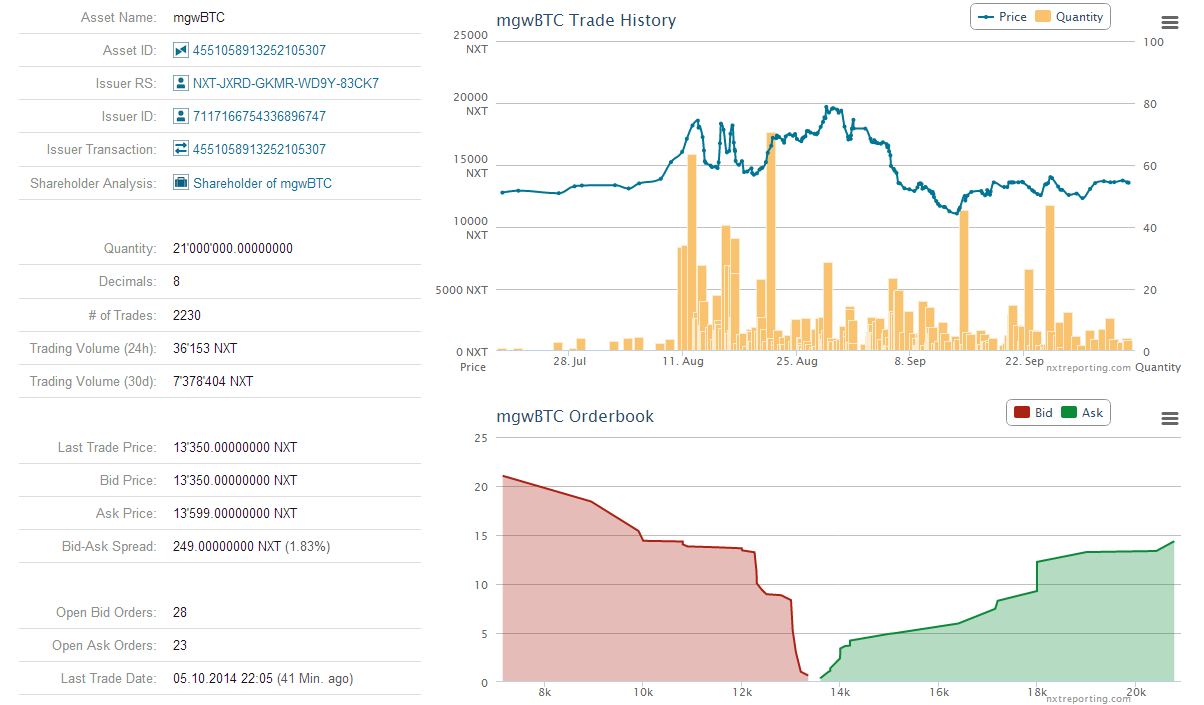 Asset Name: mgwBTC
Asset ID: 4551058913252105307
Issuer RS: NXT-JXRD-GKMR-WD9Y-83CK7
Issuer ID: 7117166754336896747
Issuer Transaction: 4551058913252105307
Shareholder Analysis: Shareholder of mgwBTC
Quantity: 21'000'000.00000000
Decimals: 8
# of Trades: 2230
Trading Volume (24h): 36'153 NXT
Trading Volume (30d): 7'378'404 NXT
Last Trade Price: 13'350.00000000 NXT
Bid Price: 13'350.00000000 NXT
Ask Price: 13'599.00000000 NXT
Bid-Ask Spread: 249.00000000 NXT (1.83%)
Open Bid Orders: 28
Open Ask Orders: 23
Last Trade Date: 05.10.2014 22:05 (41 Min. ago)
mgwBTC Trade History
Price Quantity
25000
NXT
100
20000
NXT
80
15000
NXT
60
10000
NXT
40
5000 NXT
20
0 NXT
0
Price
28. Jul 11. Aug 25. Aug 8. Sep 22. Sep
nxtreporting.com
Quantity
mgwBTC Orderbook
Bid Ask
25
20
15
10
5
0
8k 10k 12k 14k 16k 18k 20k
nxtreporting.com